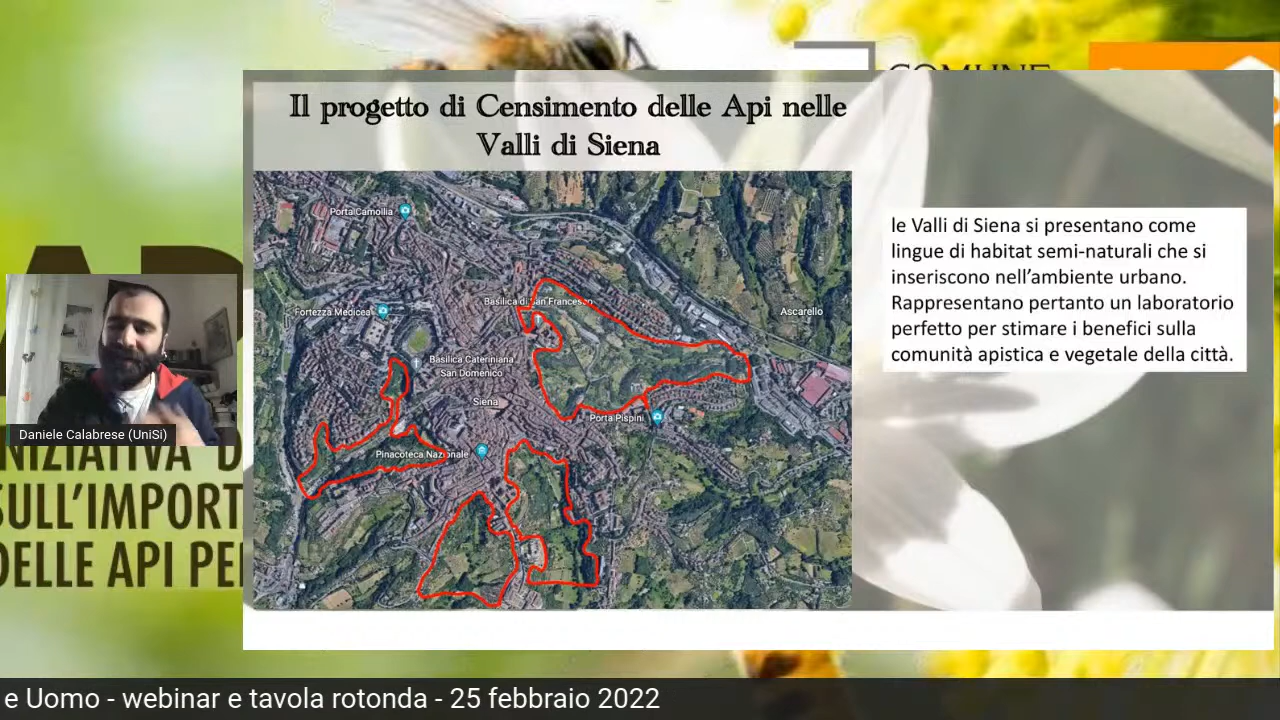 COMUNE
Il progetto di Censimento delle Api nelle
Valli di Siena
Porta Camollia
Basilica di San Francesco
Fortezza Medicea
Ascarello
Basilica Cateriniana
San Domenico
Siena
Porta Pispini
Pinacoteca Nazionale
le Valli di Siena si presentano come
lingue di habitat semi-naturali che si
inseriscono nell'ambiente urbano.
Rappresentano pertanto un laboratorio
perfetto per stimare i benefici sulla
comunità apistica e vegetale della città.
Daniele Calabrese (UniSi)
INIZIATIVA D
SULL'IMPORT
DELLE API PE
e Uomo - webinar e tavola rotonda - 25 febbraio 2022